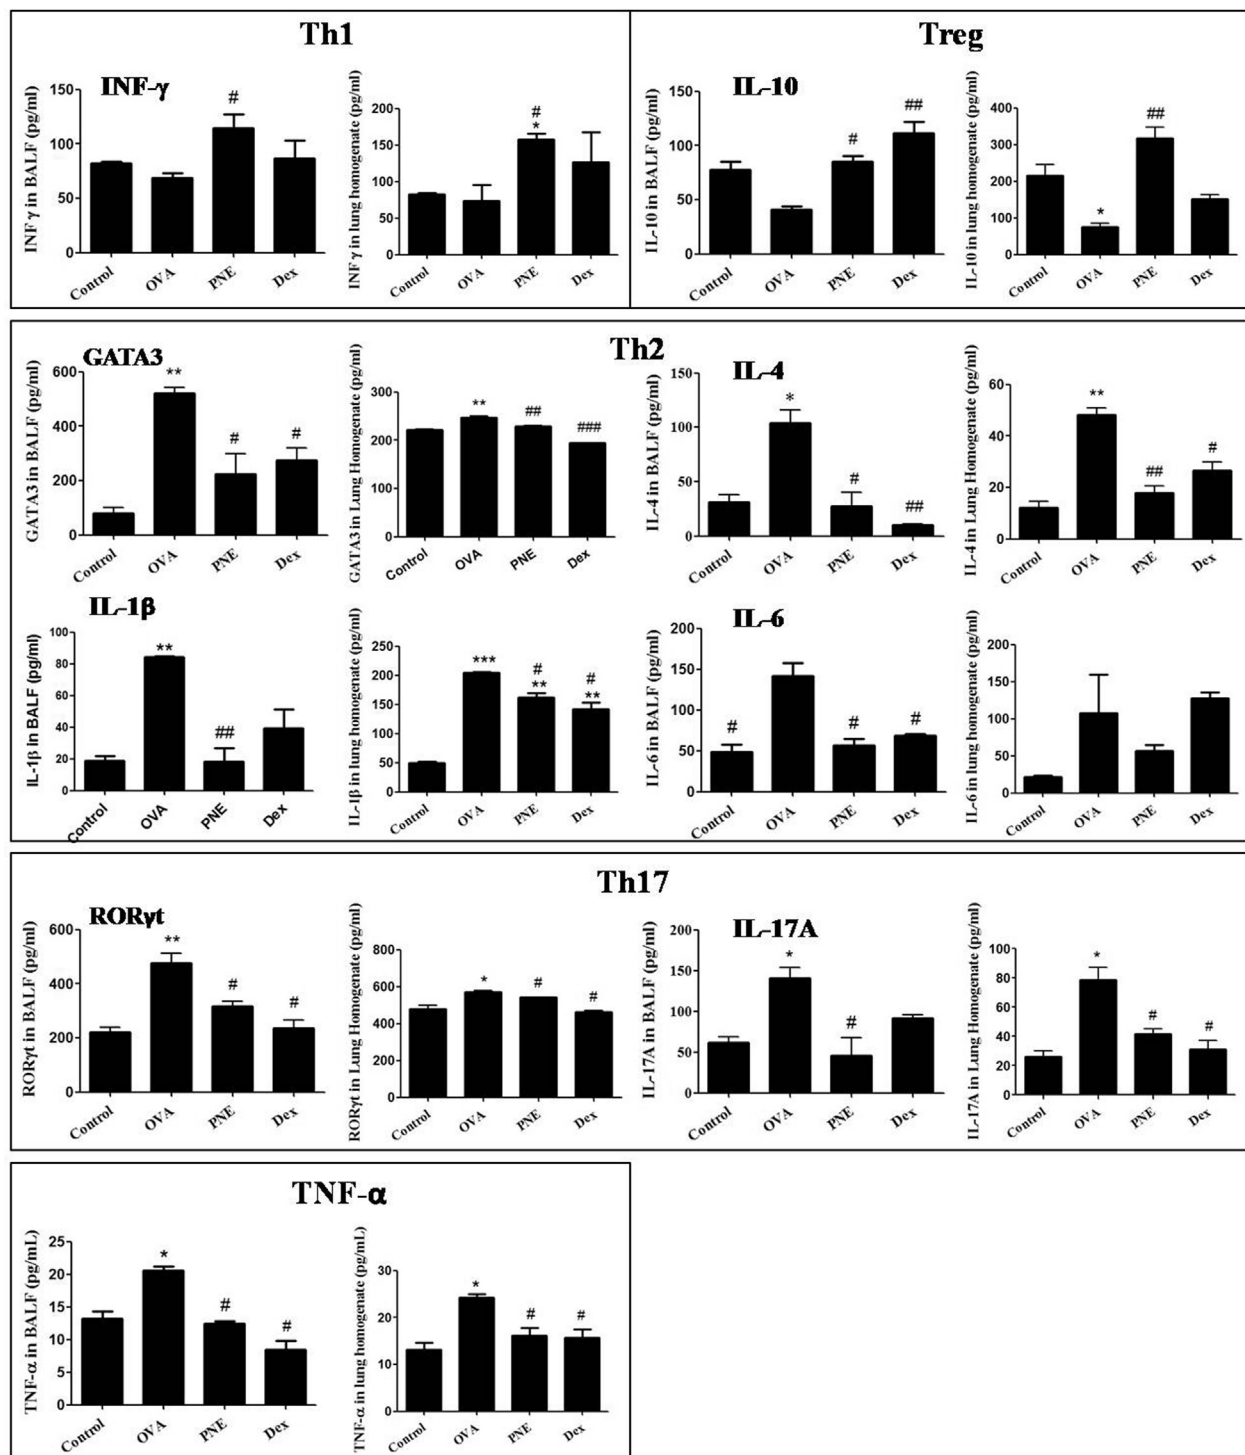 Th1
INF-γ
INF γ in BALF (pg/ml)
150
100
50
0
#
Control
OVA
PNE
Dex
INF γ in lung homogenate (pg/ml)
200
150
100
50
0
#
*
Control
OVA
PNE
Dex
Treg
IL-10
IL-10 in BALF (pg/ml)
150
100
50
0
#
##
Control
OVA
PNE
Dex
IL-10 in lung homogenate (pg/ml)
400
300
200
100
0
*
##
Control
OVA
PNE
Dex
Th2
GATA3
GATA3 in BALF (pg/ml)
600
400
200
0
**
#
#
Control
OVA
PNE
Dex
GATA3 in Lung Homogenate (pg/ml)
300
200
100
0
**
##
###
Control
OVA
PNE
Dex
IL-4
IL-4 in BALF (pg/ml)
150
100
50
0
*
#
##
Control
OVA
PNE
Dex
IL-4 in Lung Homogenate (pg/ml)
60
40
20
0
**
##
#
Control
OVA
PNE
Dex
IL-1β
IL-1β in BALF (pg/ml)
100
80
60
40
20
0
**
##
Control
OVA
PNE
Dex
IL-1β in lung homogenate (pg/ml)
250
200
150
100
50
0
***
#
**
#
**
Control
OVA
PNE
Dex
IL-6
IL-6 in BALF (pg/ml)
200
150
100
50
0
#
#
#
Control
OVA
PNE
Dex
IL-6 in lung homogenate (pg/ml)
200
150
100
50
0
Control
OVA
PNE
Dex
Th17
RORγt
RORγt in BALF (pg/ml)
600
400
200
0
**
#
#
Control
OVA
PNE
Dex
RORγt in Lung Homogenate (pg/ml)
800
600
400
200
0
*
#
#
Control
OVA
PNE
Dex
IL-17A
IL-17A in BALF (pg/ml)
200
150
100
50
0
*
#
Control
OVA
PNE
Dex
IL-17A in Lung Homogenate (pg/ml)
100
80
60
40
20
0
*
#
#
Control
OVA
PNE
Dex
TNF-α
TNF-α in BALF (pg/mL)
25
20
15
10
5
0
*
#
#
Control
OVA
PNE
Dex
TNF-α in lung homogenate (pg/mL)
30
20
10
0
*
#
#
Control
OVA
PNE
Dex